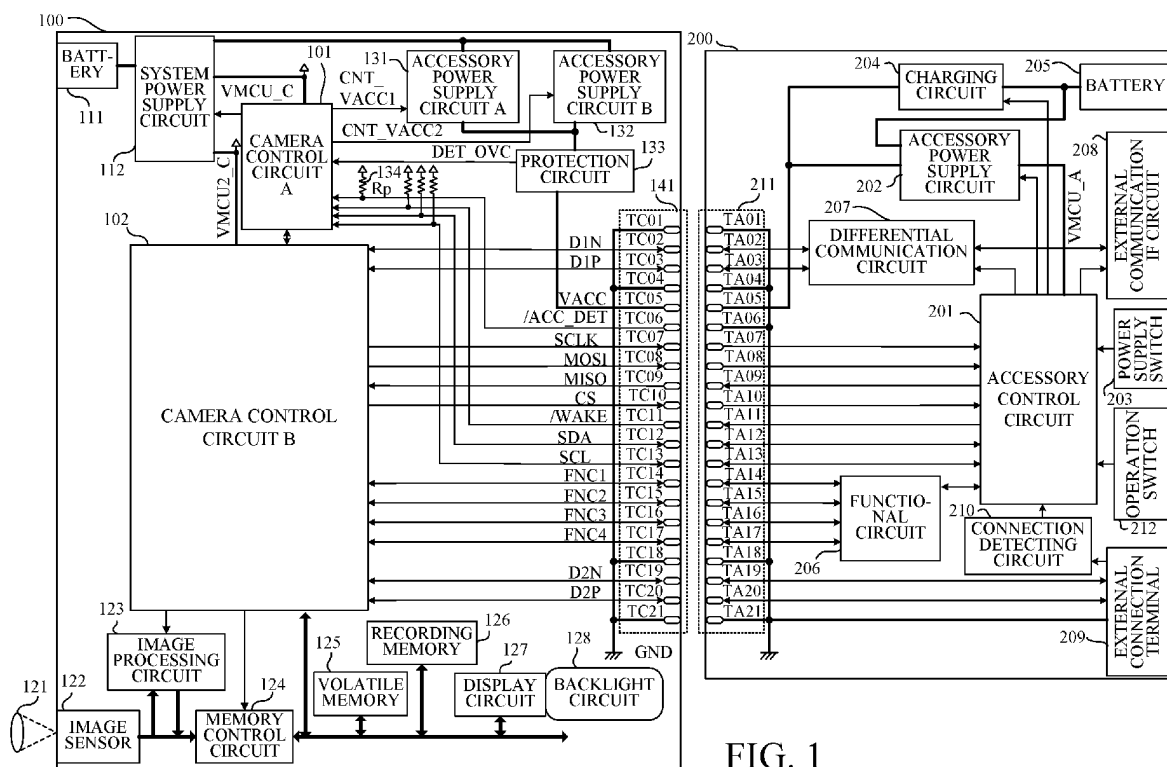 100
BATT-
ERY
111
SYSTEM
POWER
SUPPLY
CIRCUIT
112
VMCU_C
VMCU2_C
101
CAMERA
CONTROL
CIRCUIT
A
CNT_
VACC1
CNT_VACC2
DET_OVC
131
ACCESSORY
POWER
SUPPLY
CIRCUIT A
ACCESSORY
POWER
SUPPLY
CIRCUIT B
132
PROTECTION
CIRCUIT
133
134
Rp
141
102
CAMERA CONTROL
CIRCUIT B
D1N
D1P
VACC
/ACC_DET
SCLK
MOSI
MISO
CS
/WAKE
SDA
SCL
FNC1
FNC2
FNC3
FNC4
D2N
D2P
TC01
TC02
TC03
TC04
TC05
TC06
TC07
TC08
TC09
TC10
TC11
TC12
TC13
TC14
TC15
TC16
TC17
TC18
TC19
TC20
TC21
GND
123
IMAGE
PROCESSING
CIRCUIT
121
122
IMAGE
SENSOR
124
MEMORY
CONTROL
CIRCUIT
125
VOLATILE
MEMORY
RECORDING
MEMORY
126
127
DISPLAY
CIRCUIT
128
BACKLIGHT
CIRCUIT
200
204
CHARGING
CIRCUIT
205
BATTERY
ACCESSORY
POWER
SUPPLY
CIRCUIT
202
VMCU_A
208
EXTERNAL
COMMUNICATION
IF CIRCUIT
211
207
DIFFERENTIAL
COMMUNICATION
CIRCUIT
TA01
TA02
TA03
TA04
TA05
TA06
TA07
TA08
TA09
TA10
TA11
TA12
TA13
TA14
TA15
TA16
TA17
TA18
TA19
TA20
TA21
201
ACCESSORY
CONTROL
CIRCUIT
POWER
SUPPLY
SWITCH
203
OPERATION
SWITCH
212
FUNCTIO-
NAL
CIRCUIT
206
210
CONNECTION
DETECTING
CIRCUIT
EXTERNAL
CONNECTION
TERMINAL
209
FIG. 1